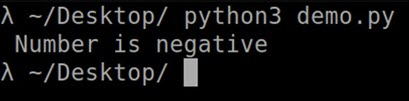 λ ~/Desktop/ python3 demo.py
Number is negative
λ ~/Desktop/